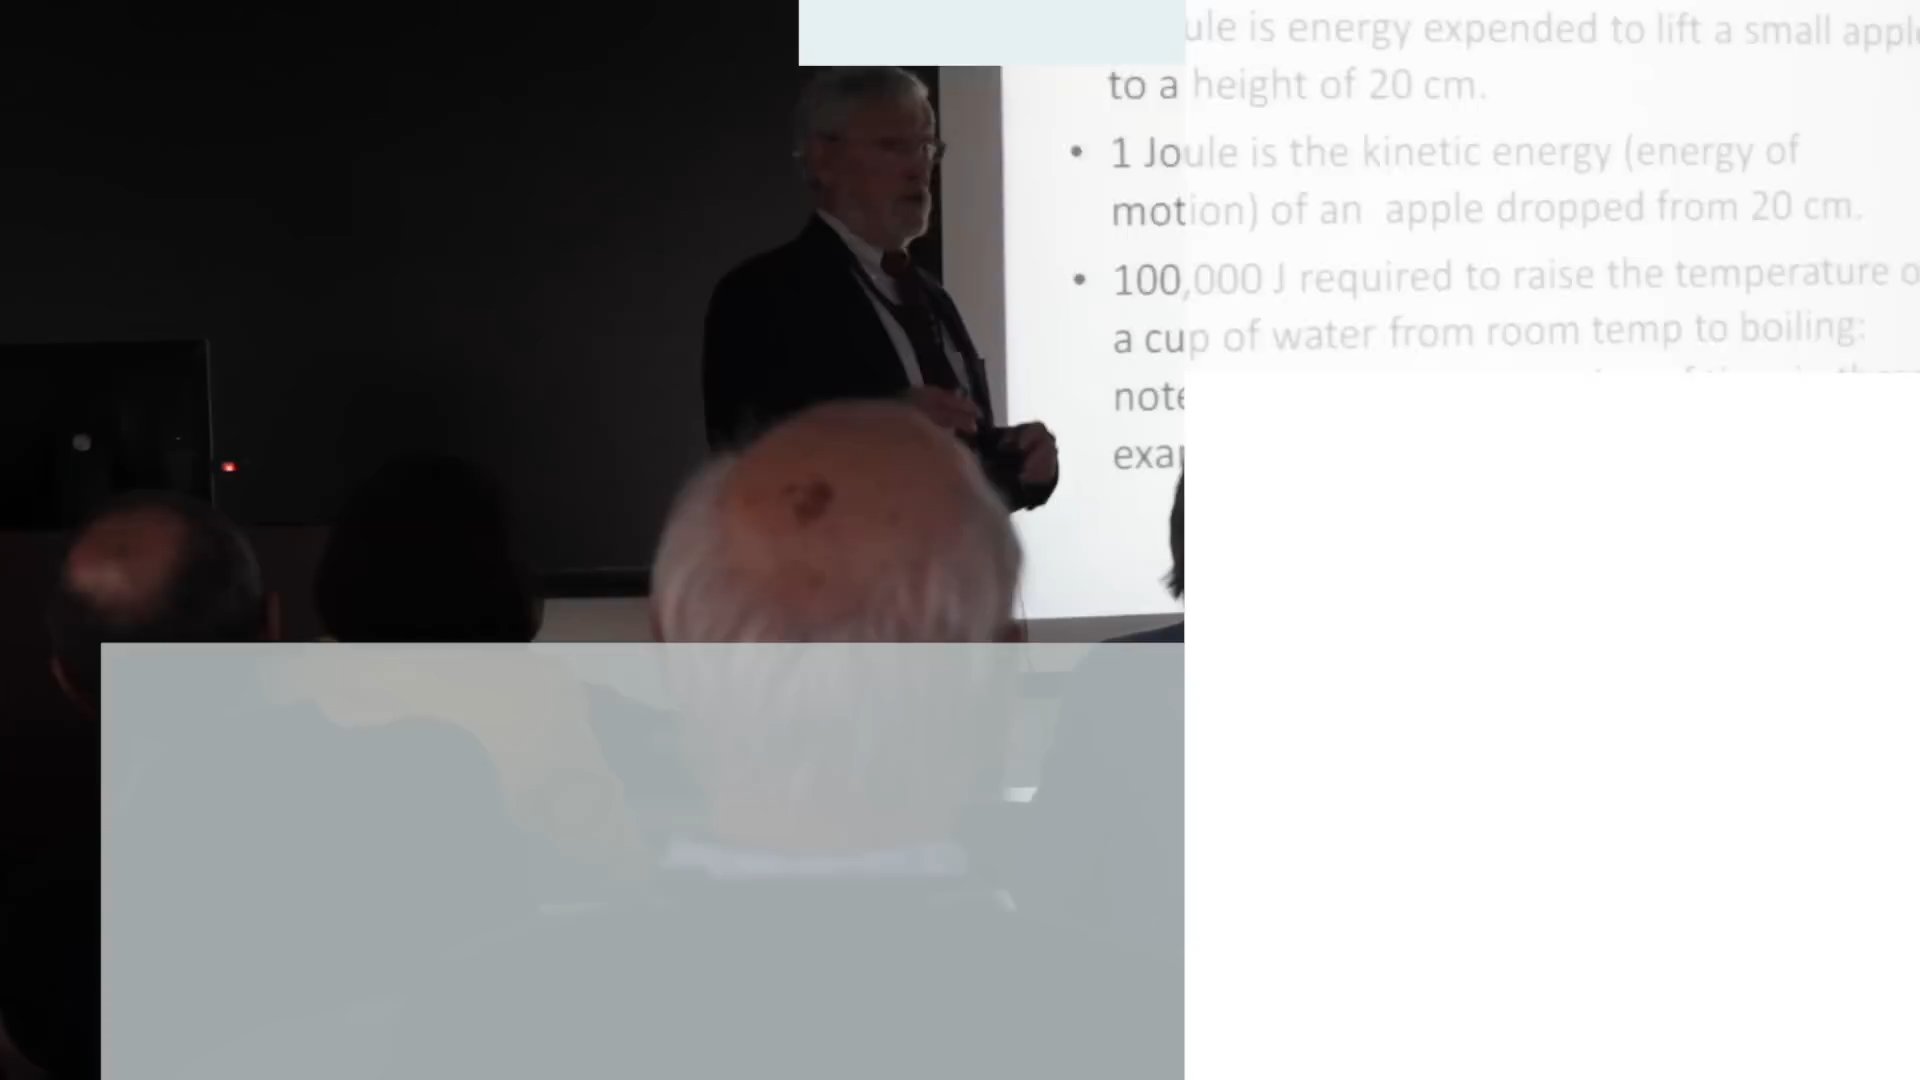 ule is energy expended to lift a small apple
to a height of 20 cm.
• 1 Joule is the kinetic energy (energy of
motion) of an apple dropped from 20 cm.
• 100,000 J required to raise the temperature o
a cup of water from room temp to boiling:
note